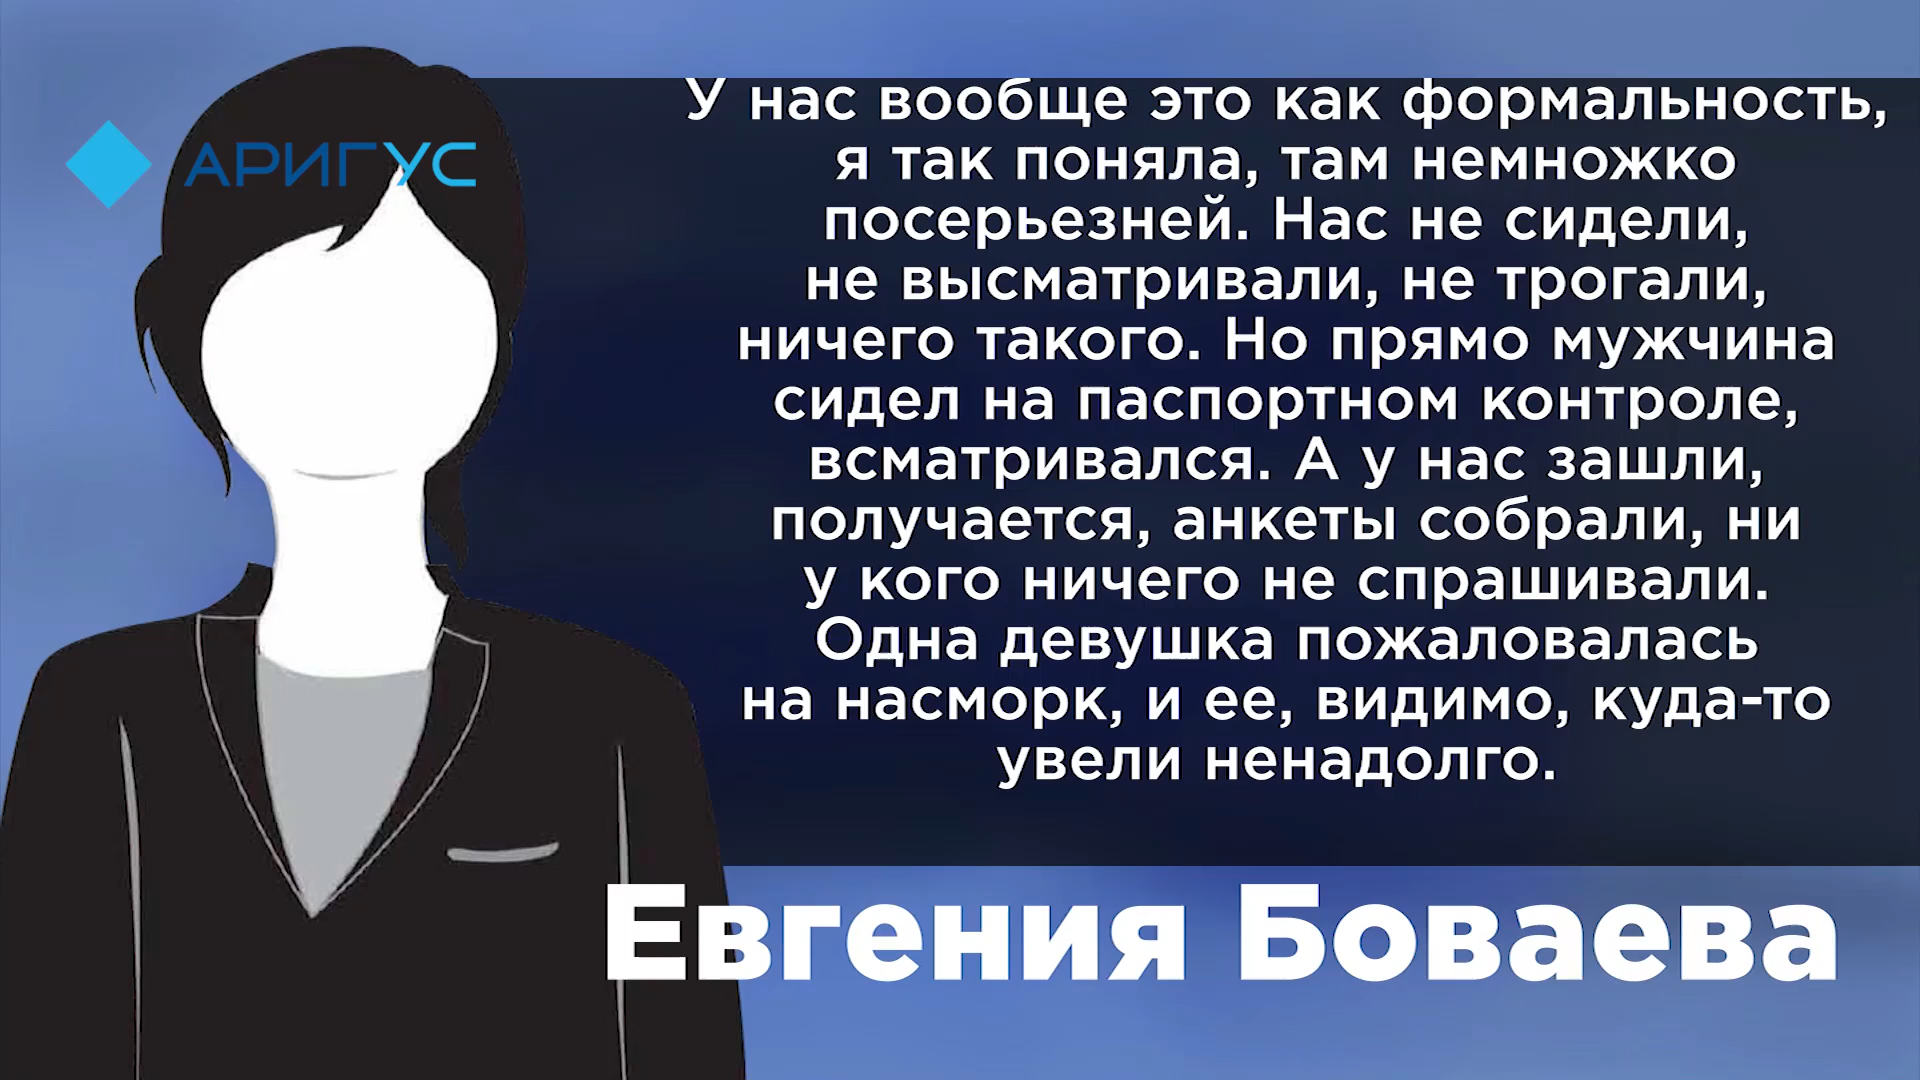 АРИГУС
У нас вообще это как формальность,
я так поняла, там немножко
посерьезней. Нас не сидели,
не высматривали, не трогали,
ничего такого. Но прямо мужчина
сидел на паспортном контроле,
всматривался. А у нас зашли,
получается, анкеты собрали, ни
у кого ничего не спрашивали.
Одна девушка пожаловалась
на насморк, и ее, видимо, куда-то
увели ненадолго.
Евгения Боваева